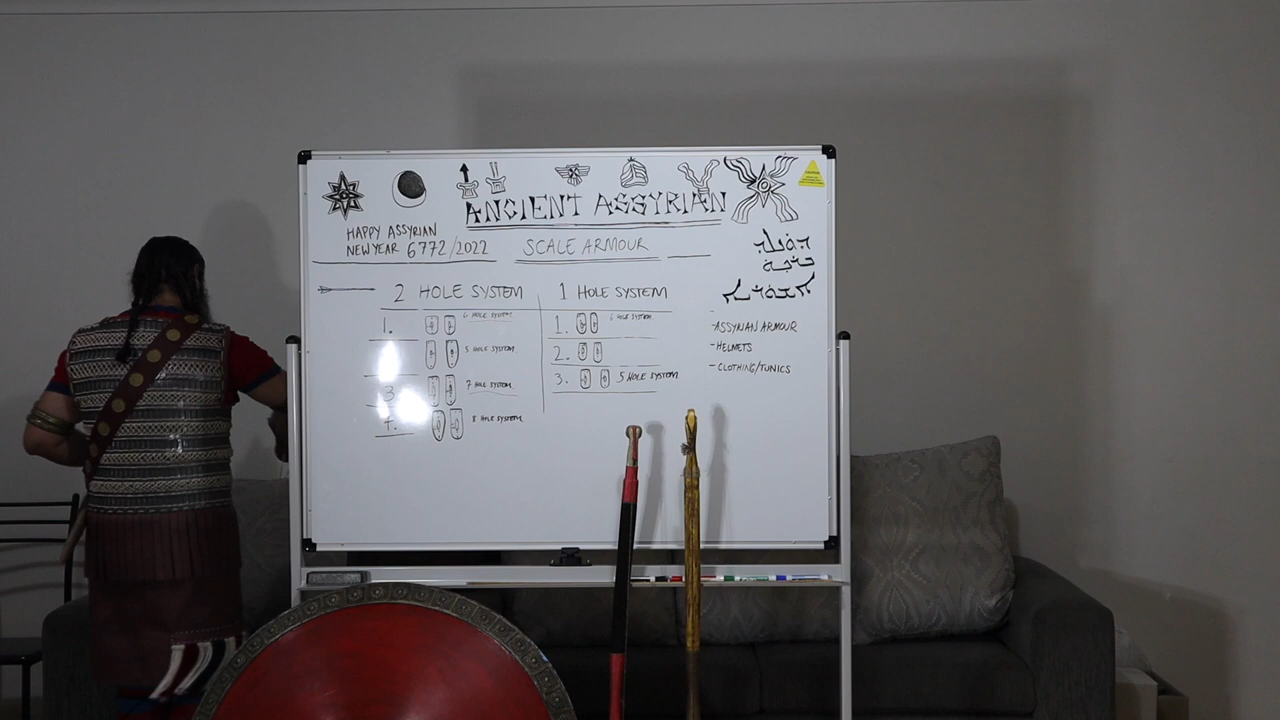 ANCIENT ASSYRIAN
HAPPY ASSYRIAN
NEW YEAR 6772/2022
SCALE ARMOUR
2 HOLE SYSTEM
1. 6 HOLE SYSTEM
5 HOLE SYSTEM
3. 7 HOLE SYSTEM
4. 8 HOLE SYSTEM
1 HOLE SYSTEM
1. 6 HOLE SYSTEM
2.
3. 5 HOLE SYSTEM
-ASSYRIAN ARMOUR
-HELMETS
-CLOTHING/TUNICS